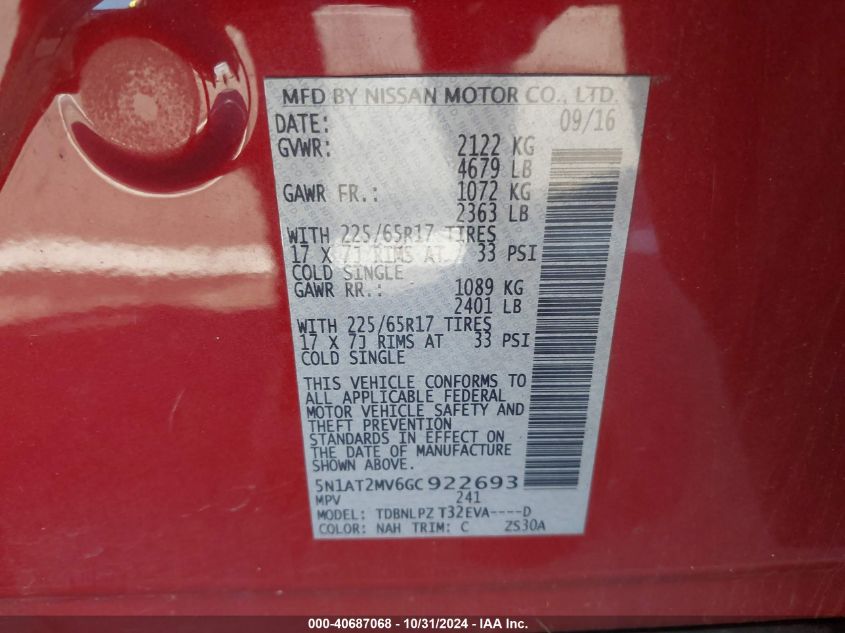 MFD BY NISSAN MOTOR CO., LTD.
DATE: 09/16
GVWR: 2122 KG
4679 LB
GAWR FR.: 1072 KG
2363 LB
WITH 225/65R17 TIRES
17 X 7J RIMS AT 33 PSI
COLD SINGLE
GAWR RR.: 1089 KG
2401 LB
WITH 225/65R17 TIRES
17 X 7J RIMS AT 33 PSI
COLD SINGLE
THIS VEHICLE CONFORMS TO
ALL APPLICABLE FEDERAL
MOTOR VEHICLE SAFETY AND
THEFT PREVENTION
STANDARDS IN EFFECT ON
THE DATE OF MANUFACTURE
SHOWN ABOVE.
5N1AT2MV6GC922693
MPV 241
MODEL: TDBNLPZ T32EVA----D
COLOR: NAH TRIM: C ZS30A
000-40687068 - 10/31/2024 - IAA Inc.